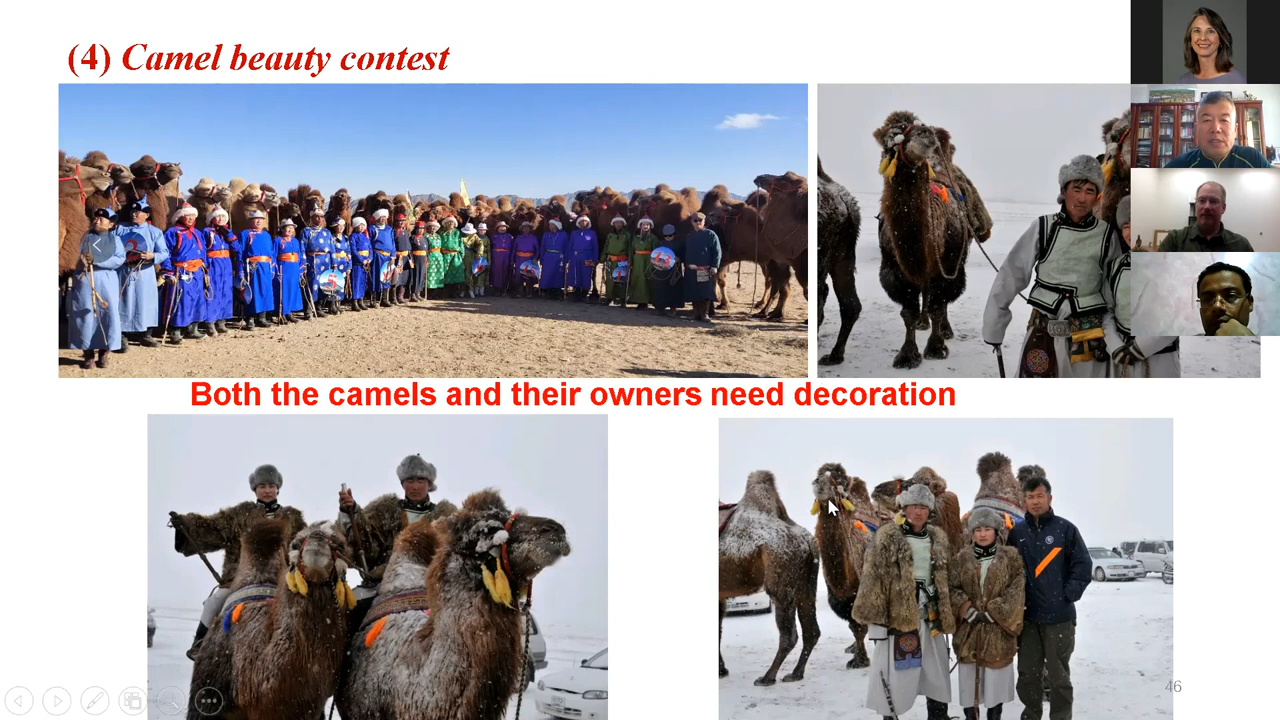 (4) Camel beauty contest
Both the camels and their owners need decoration
46